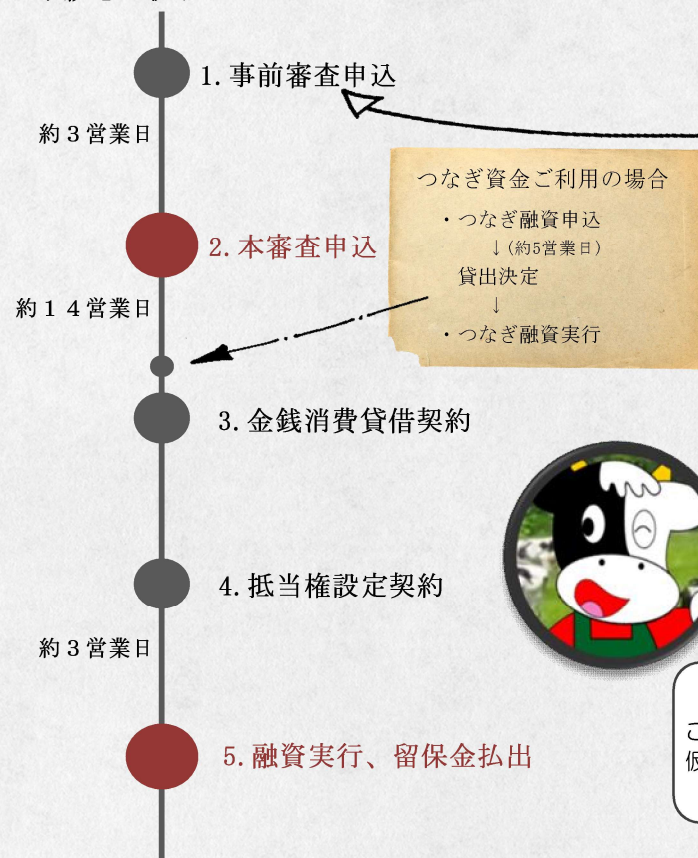 1.事前審査申込
約3営業日
つなぎ資金ご利用の場合
・つなぎ融資申込
↓(約5営業日)
貸出決定
↓
・つなぎ融資実行
2.本審査申込
約14営業日
3.金銭消費貸借契約
4.抵当権設定契約
約3営業日
5.融資実行、留保金払出
こ
仮